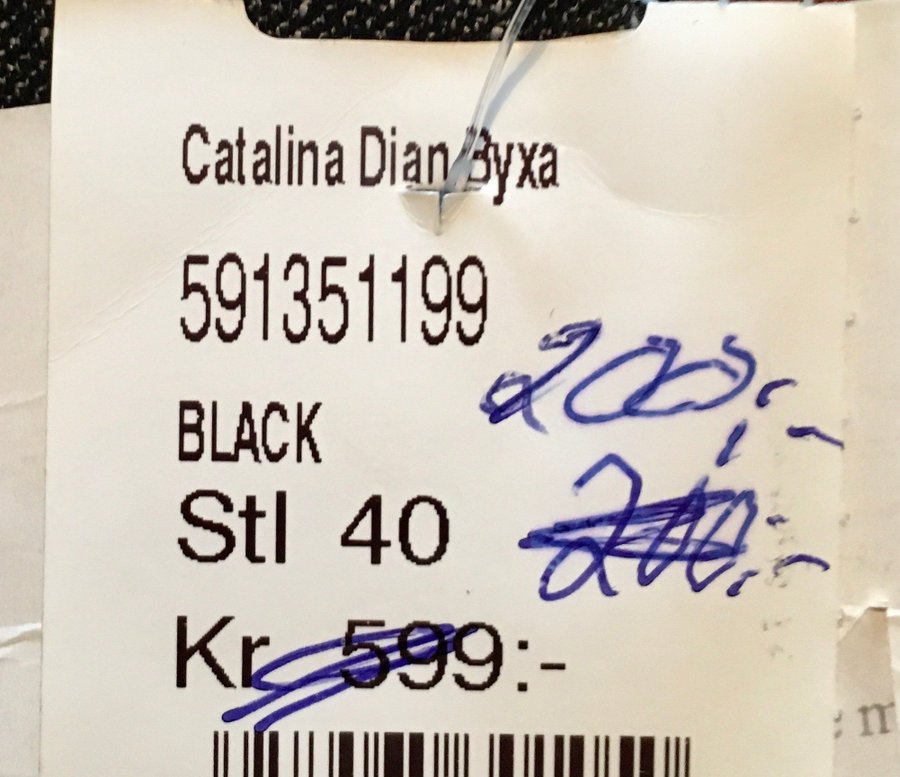 Catalina Dian Byxa
591351199
200:-
BLACK
Stl 40
200:-
Kr 599:-